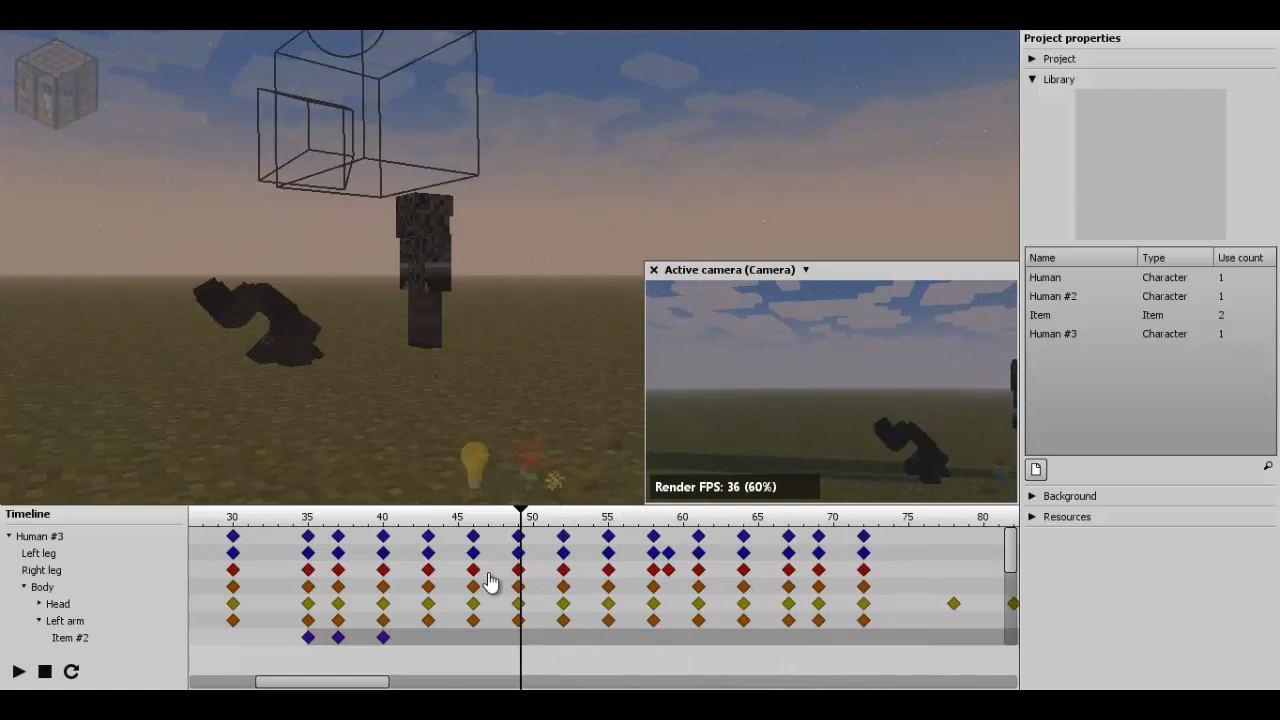 Project properties
Project
Library
Name Type Use count
Human Character 1
Human #2 Character 1
Item Item 2
Human #3 Character 1
Background
Resources
Active camera (Camera)
Render FPS: 36 (60%)
Timeline
30 35 40 45 50 55 60 65 70 75 80
Human #3
Left leg
Right leg
Body
Head
Left arm
Item #2